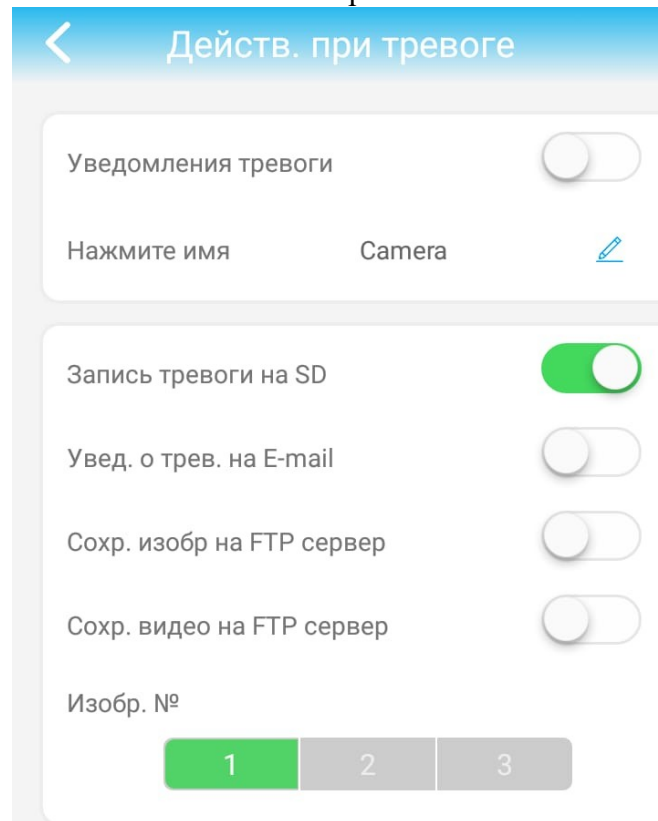 Действ. при тревоге
Уведомления тревоги
Нажмите имя Camera
Запись тревоги на SD
Увед. о трев. на E-mail
Сохр. изобр на FTP сервер
Сохр. видео на FTP сервер
Изобр. №
1 2 3